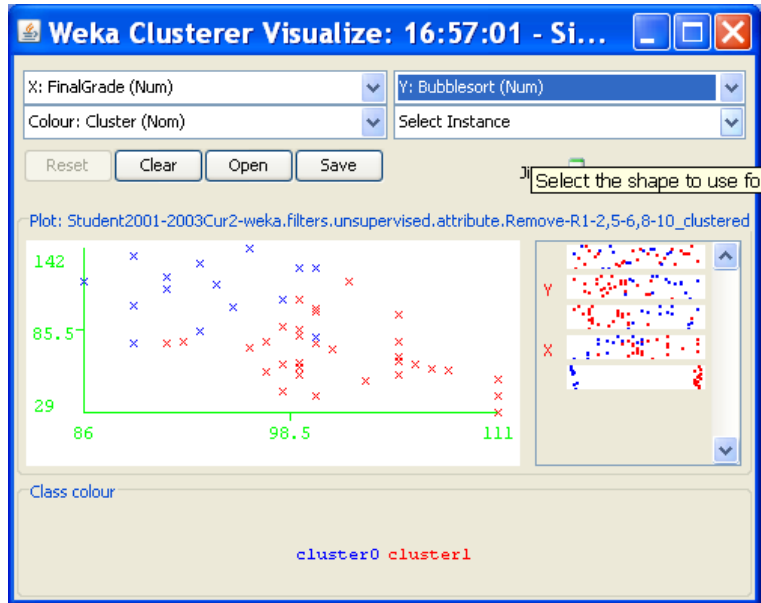 Weka Clusterer Visualize: 16:57:01 - Si...
X: FinalGrade (Num) Y: Bubblesort (Num)
Colour: Cluster (Nom) Select Instance
Reset Clear Open Save Ji
Select the shape to use fo
Plot: Student2001-2003Cur2-weka.filters.unsupervised.attribute.Remove-R1-2,5-6,8-10_clustered
142
85.5
29
86 98.5 111
Y
X
Class colour
cluster0 cluster1